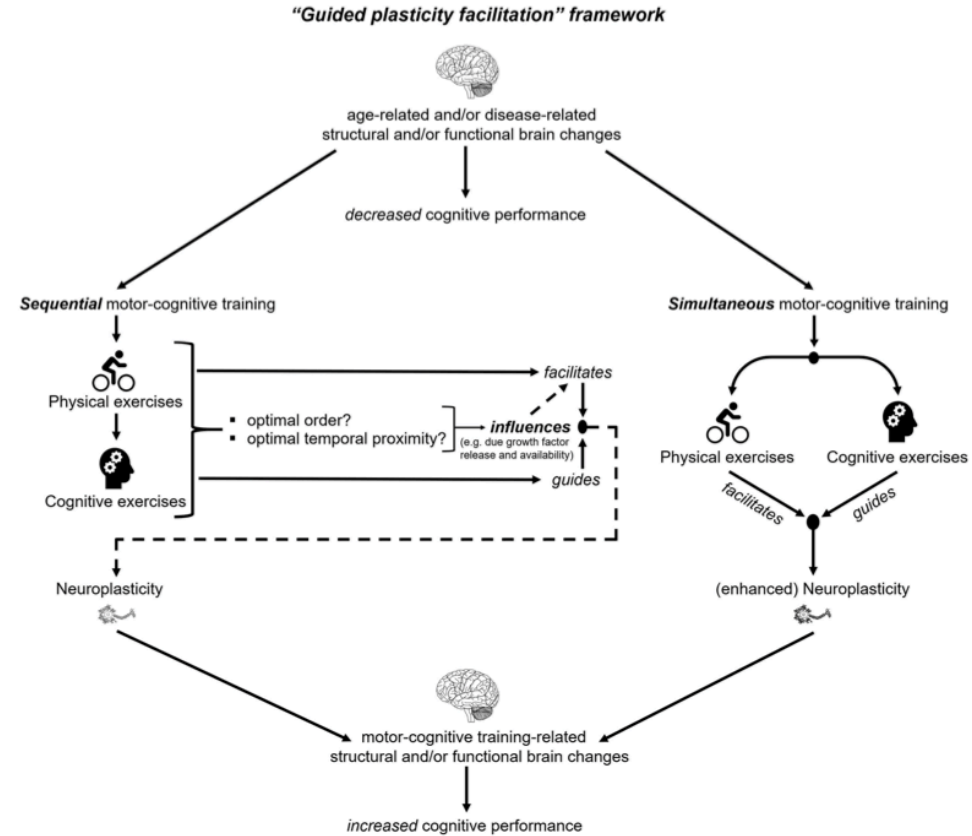 “Guided plasticity facilitation” framework
age-related and/or disease-related
structural and/or functional brain changes
decreased cognitive performance
Sequential motor-cognitive training
Physical exercises
Cognitive exercises
▪ optimal order?
▪ optimal temporal proximity?
facilitates
influences
(e.g. due growth factor
release and availability)
guides
Neuroplasticity
Simultaneous motor-cognitive training
Physical exercises
Cognitive exercises
facilitates
guides
(enhanced) Neuroplasticity
motor-cognitive training-related
structural and/or functional brain changes
increased cognitive performance